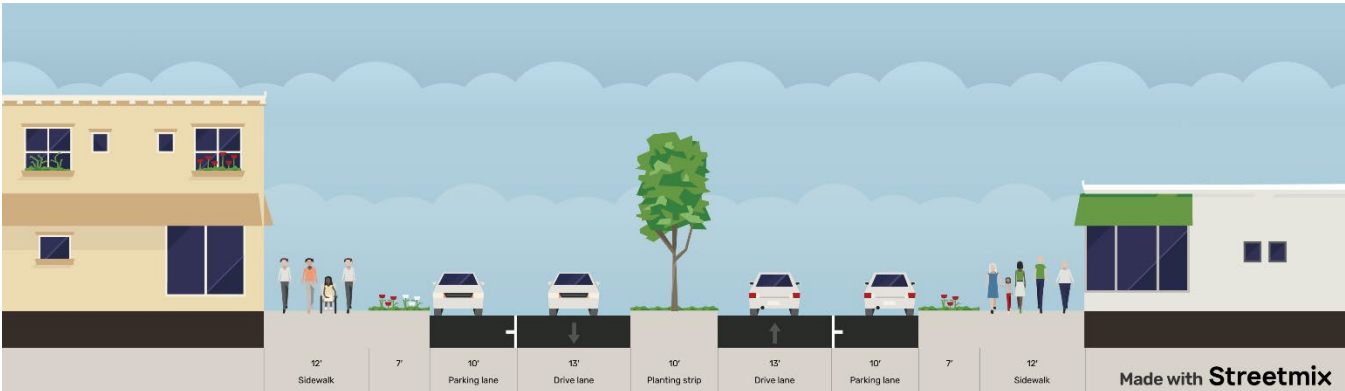 12'
Sidewalk
7'
10'
Parking lane
13'
Drive lane
10'
Planting strip
13'
Drive lane
10'
Parking lane
7'
12'
Sidewalk
Made with Streetmix